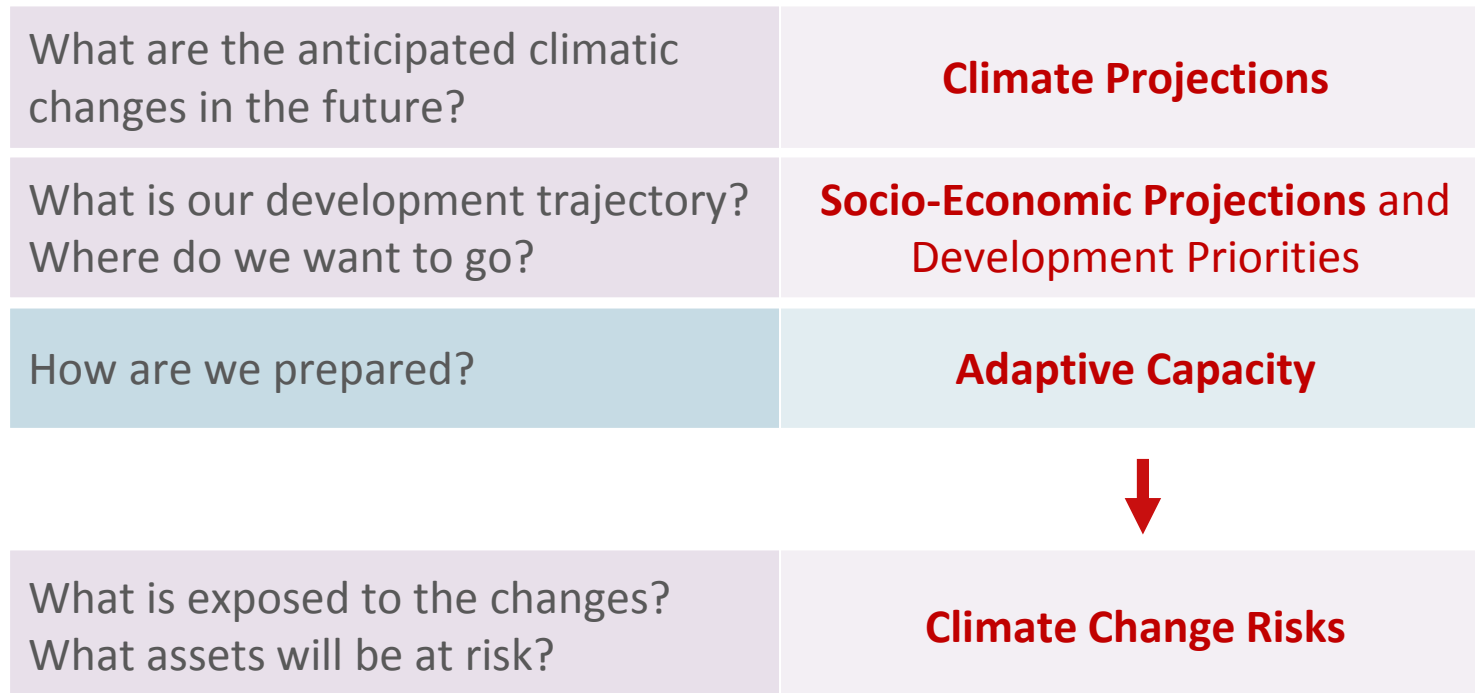 What are the anticipated climatic
changes in the future?
Climate Projections
What is our development trajectory?
Where do we want to go?
Socio-Economic Projections and
Development Priorities
How are we prepared?
Adaptive Capacity
What is exposed to the changes?
What assets will be at risk?
Climate Change Risks